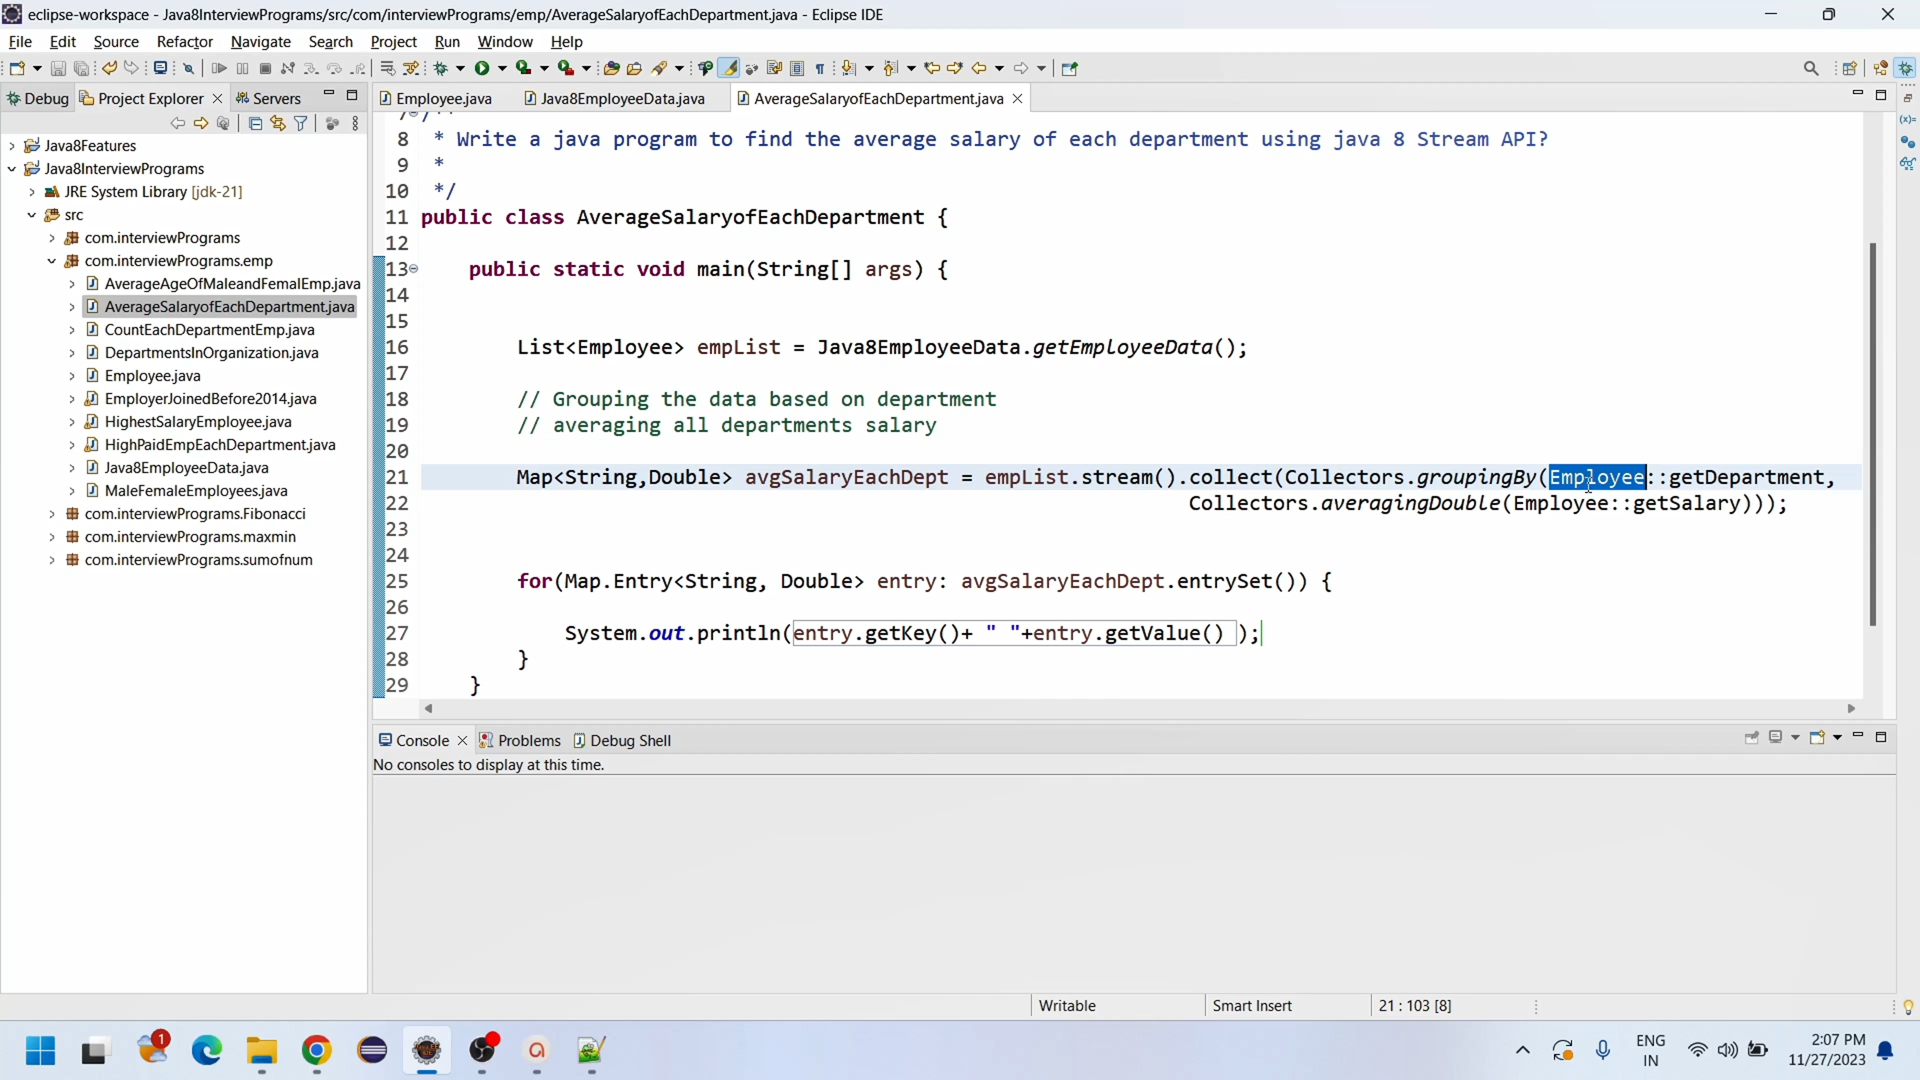 eclipse-workspace - Java8InterviewPrograms/src/com/interviewPrograms/emp/AverageSalaryofEachDepartment.java - Eclipse IDE
File Edit Source Refactor Navigate Search Project Run Window Help
Debug Project Explorer Servers
Employee.java Java8EmployeeData.java AverageSalaryofEachDepartment.java
Java8Features
Java8InterviewPrograms
JRE System Library [jdk-21]
src
com.interviewPrograms
com.interviewPrograms.emp
AverageAgeOfMaleandFemalEmp.java
AverageSalaryofEachDepartment.java
CountEachDepartmentEmp.java
DepartmentsInOrganization.java
Employee.java
EmployerJoinedBefore2014.java
HighestSalaryEmployee.java
HighPaidEmpEachDepartment.java
Java8EmployeeData.java
MaleFemaleEmployees.java
com.interviewPrograms.Fibonacci
com.interviewPrograms.maxmin
com.interviewPrograms.sumofnum
7 /**
8 * Write a java program to find the average salary of each department using java 8 Stream API?
9 *
10 */
11 public class AverageSalaryofEachDepartment {
12
13 public static void main(String[] args) {
14
15
16 List<Employee> empList = Java8EmployeeData.getEmployeeData();
17
18 // Grouping the data based on department
19 // averaging all departments salary
20
21 Map<String,Double> avgSalaryEachDept = empList.stream().collect(Collectors.groupingBy(Employee::getDepartment,
22 Collectors.averagingDouble(Employee::getSalary)));
23
24
25 for(Map.Entry<String, Double> entry: avgSalaryEachDept.entrySet()) {
26
27 System.out.println(entry.getKey()+ " "+entry.getValue() );
28 }
29 }
Console Problems Debug Shell
No consoles to display at this time.
Writable Smart Insert 21 : 103 [8]
1
ENG
IN
2:07 PM
11/27/2023